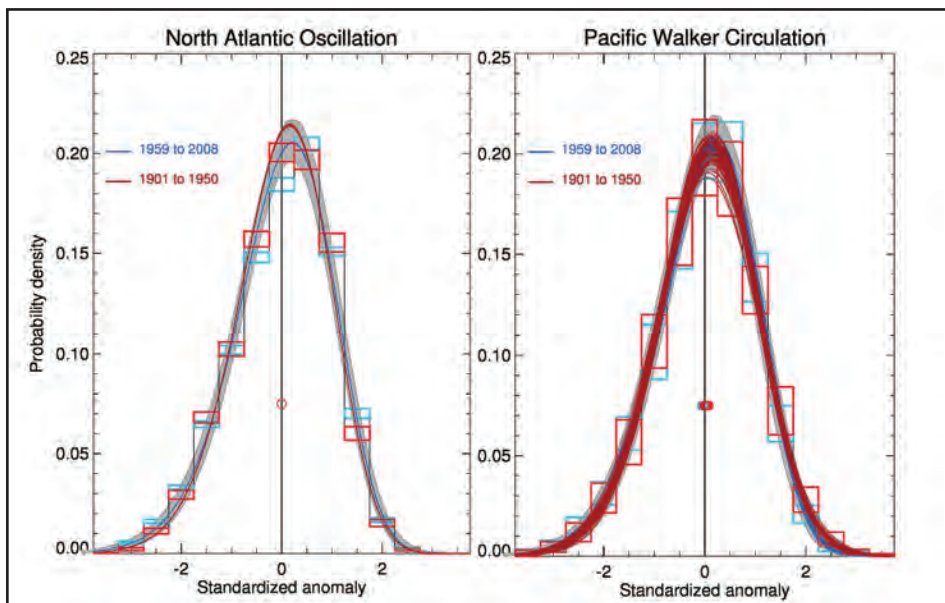 North Atlantic Oscillation
0.25
0.20
0.15
0.10
0.05
0.00
1959 to 2008
1901 to 1950
Probability density
-2
0
2
Standardized anomaly
Pacific Walker Circulation
0.25
0.20
0.15
0.10
0.05
0.00
1959 to 2008
1901 to 1950
-2
0
2
Standardized anomaly